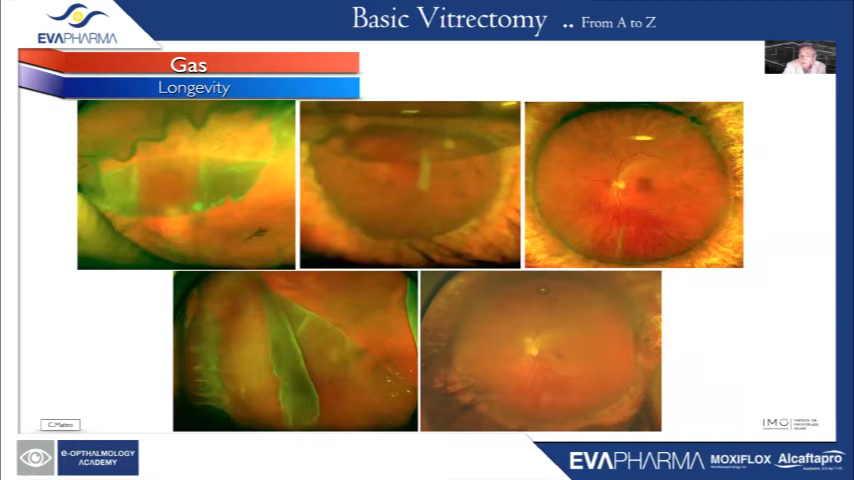 Basic Vitrectomy .. From A to Z
EVAPHARMA
Gas
Longevity
C.Mateo
IMO
e-OPTHALMOLOGY
ACADEMY
EVAPHARMA MOXIFLOX Alcaftapro